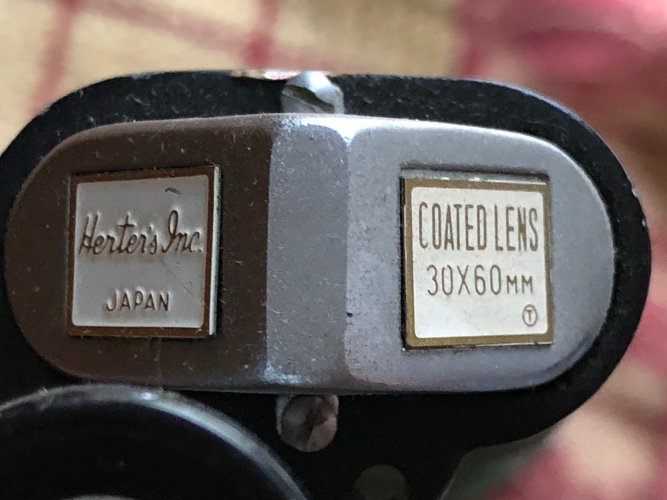 Herter's Inc.
JAPAN
COATED LENS
30X60MM
T